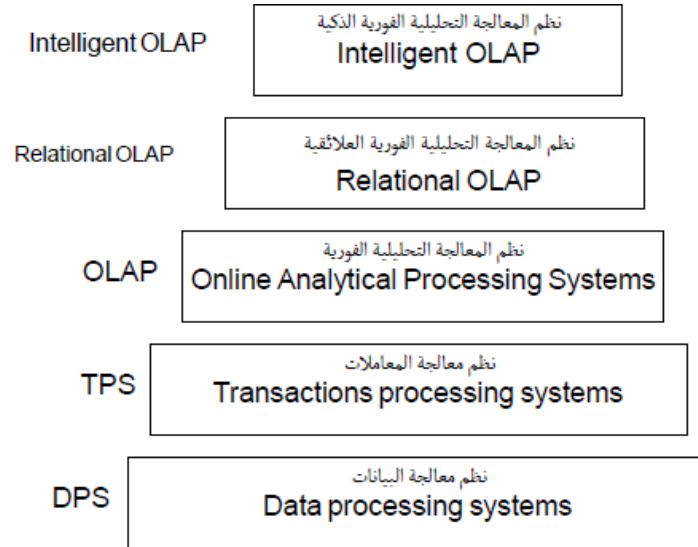 Intelligent OLAP
نظم المعالجة التحليلية الفورية الذكية
Intelligent OLAP
Relational OLAP
نظم المعالجة التحليلية الفورية العلائقية
Relational OLAP
OLAP
نظم المعالجة التحليلية الفورية
Online Analytical Processing Systems
TPS
نظم معالجة المعاملات
Transactions processing systems
DPS
نظم معالجة البيانات
Data processing systems